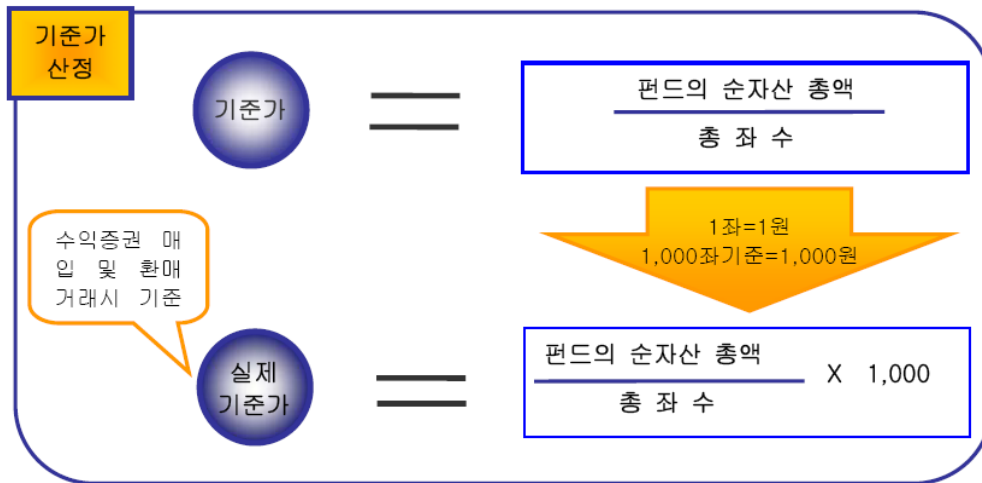 기준가
산정
기준가
펀드의 순자산 총액
총 좌 수
1좌=1원
1,000좌기준=1,000원
수익증권 매
입 및 환매
거래시 기준
실제
기준가
펀드의 순자산 총액
총 좌 수
X 1,000